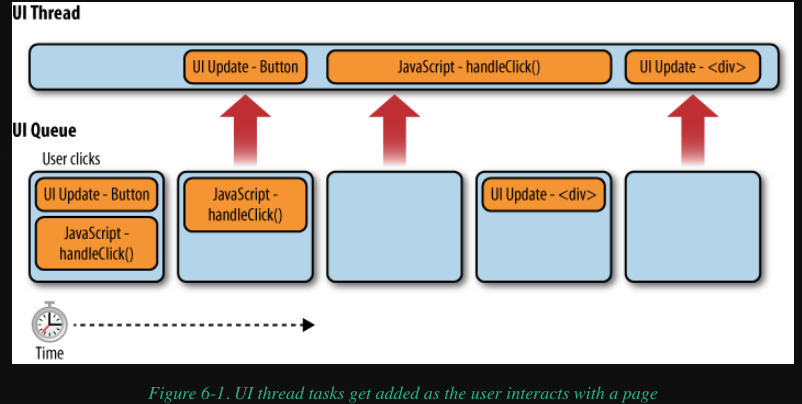 UI Thread
UI Update - Button
JavaScript - handleClick()
UI Update - <div>
UI Queue
User clicks
UI Update - Button
JavaScript -
handleClick()
JavaScript -
handleClick()
UI Update - <div>
Time
Figure 6-1. UI thread tasks get added as the user interacts with a page